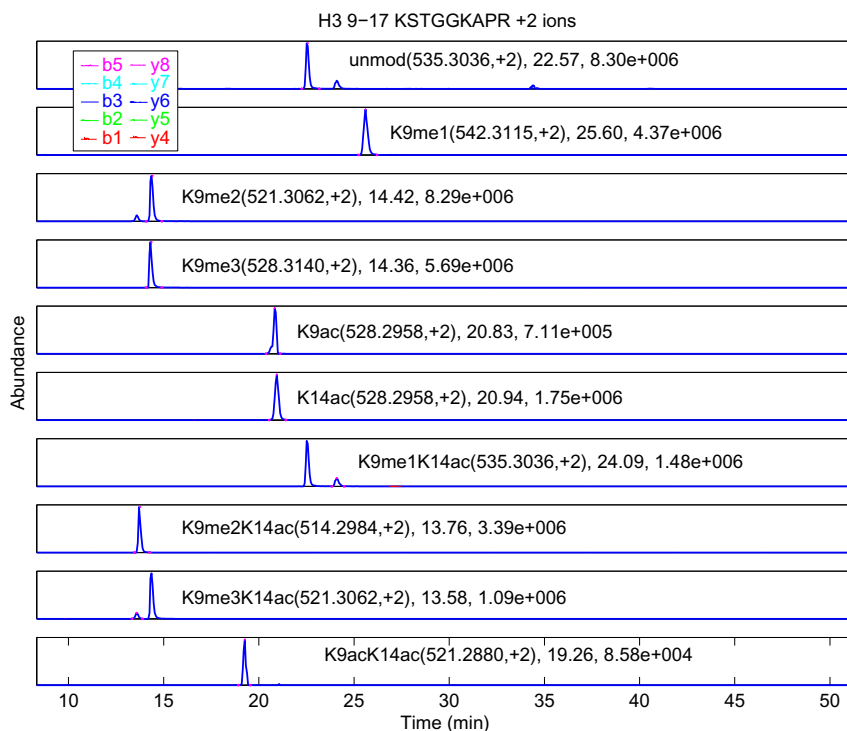 H3 9−17 KSTGGKAPR +2 ions
unmod(535.3036,+2), 22.57, 8.30e+006
b5 y8
b4 y7
b3 y6
b2 y5
b1 y4
K9me1(542.3115,+2), 25.60, 4.37e+006
K9me2(521.3062,+2), 14.42, 8.29e+006
K9me3(528.3140,+2), 14.36, 5.69e+006
K9ac(528.2958,+2), 20.83, 7.11e+005
Abundance
K14ac(528.2958,+2), 20.94, 1.75e+006
K9me1K14ac(535.3036,+2), 24.09, 1.48e+006
K9me2K14ac(514.2984,+2), 13.76, 3.39e+006
K9me3K14ac(521.3062,+2), 13.58, 1.09e+006
K9acK14ac(521.2880,+2), 19.26, 8.58e+004
10 15 20 25 30 35 40 45 50
Time (min)